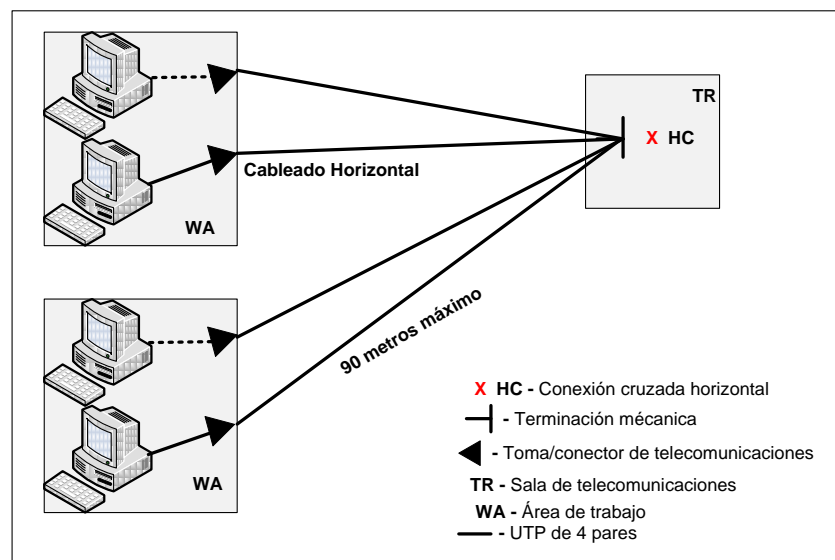 TR
X HC
Cableado Horizontal
WA
90 metros máximo
WA
X HC - Conexión cruzada horizontal
- Terminación mécanica
- Toma/conector de telecomunicaciones
TR - Sala de telecomunicaciones
WA - Área de trabajo
- UTP de 4 pares